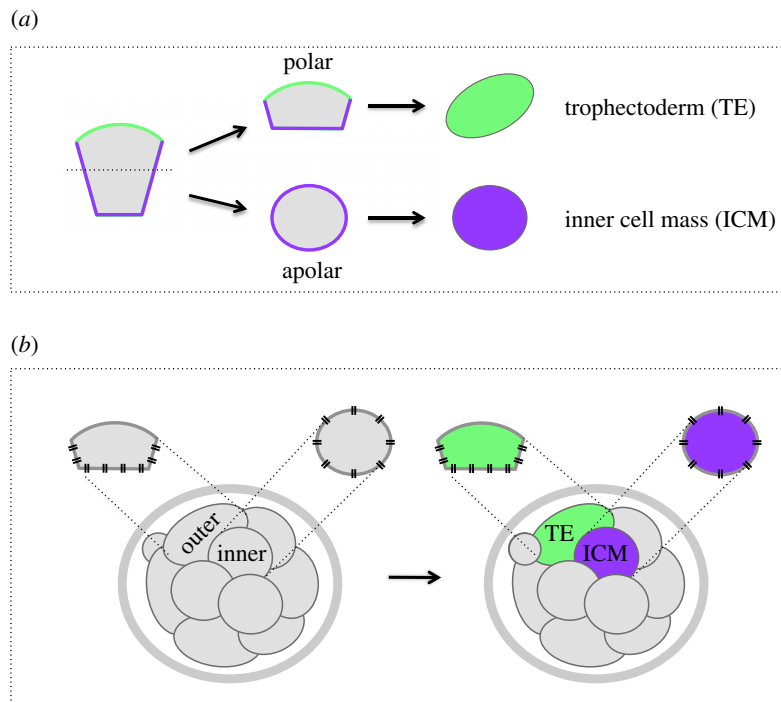 (a)
polar
trophectoderm (TE)
inner cell mass (ICM)
apolar
(b)
outer
inner
TE
ICM